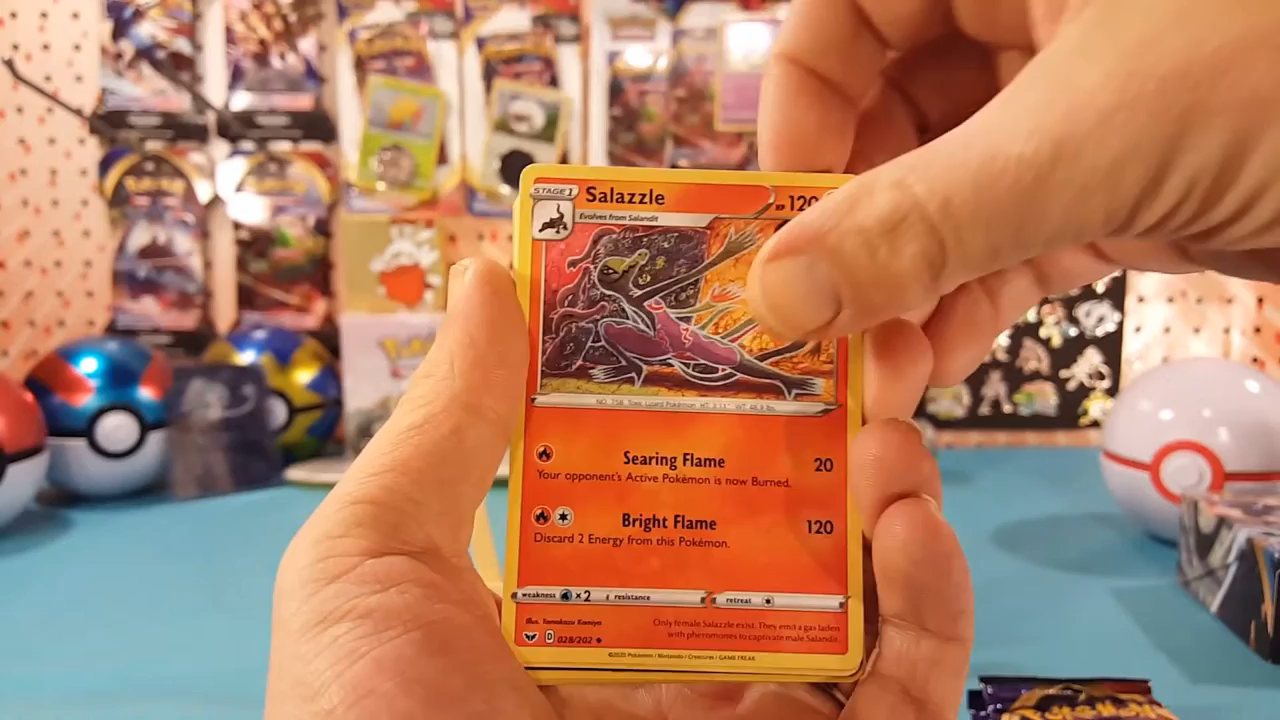 STAGE 1
Salazzle
HP 120
Evolves from Salandit
NO. 758 Toxic Lizard Pokémon HT: 3'11" WT: 48.9 lbs.
Searing Flame 20
Your opponent's Active Pokémon is now Burned.
Bright Flame 120
Discard 2 Energy from this Pokémon.
weakness ×2 resistance retreat
Illus. Tomokazu Komiya
D 028/202
Only female Salazzle exist. They emit a gas laden
with pheromones to captivate male Salandit.
©2020 Pokémon / Nintendo / Creatures / GAME FREAK
Pokémon